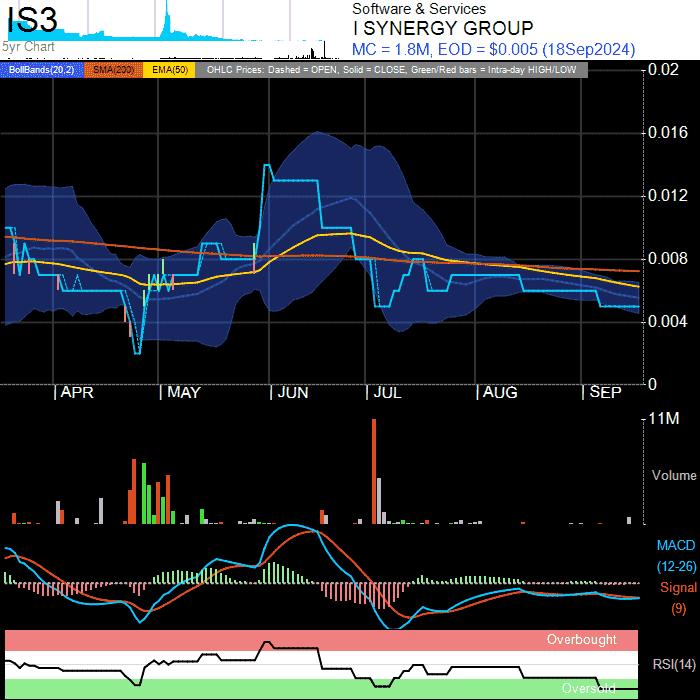 IS3
Software & Services
I SYNERGY GROUP
MC = 1.8M, EOD = $0.005 (18Sep2024)
5yr Chart
BollBands(20,2) SMA(200) EMA(50) OHLC Prices: Dashed = OPEN, Solid = CLOSE, Green/Red bars = Intra-day HIGH/LOW
0.02
0.016
0.012
0.008
0.004
0
APR MAY JUN JUL AUG SEP
11M
Volume
MACD
(12-26)
Signal
(9)
Overbought
RSI(14)
Oversold